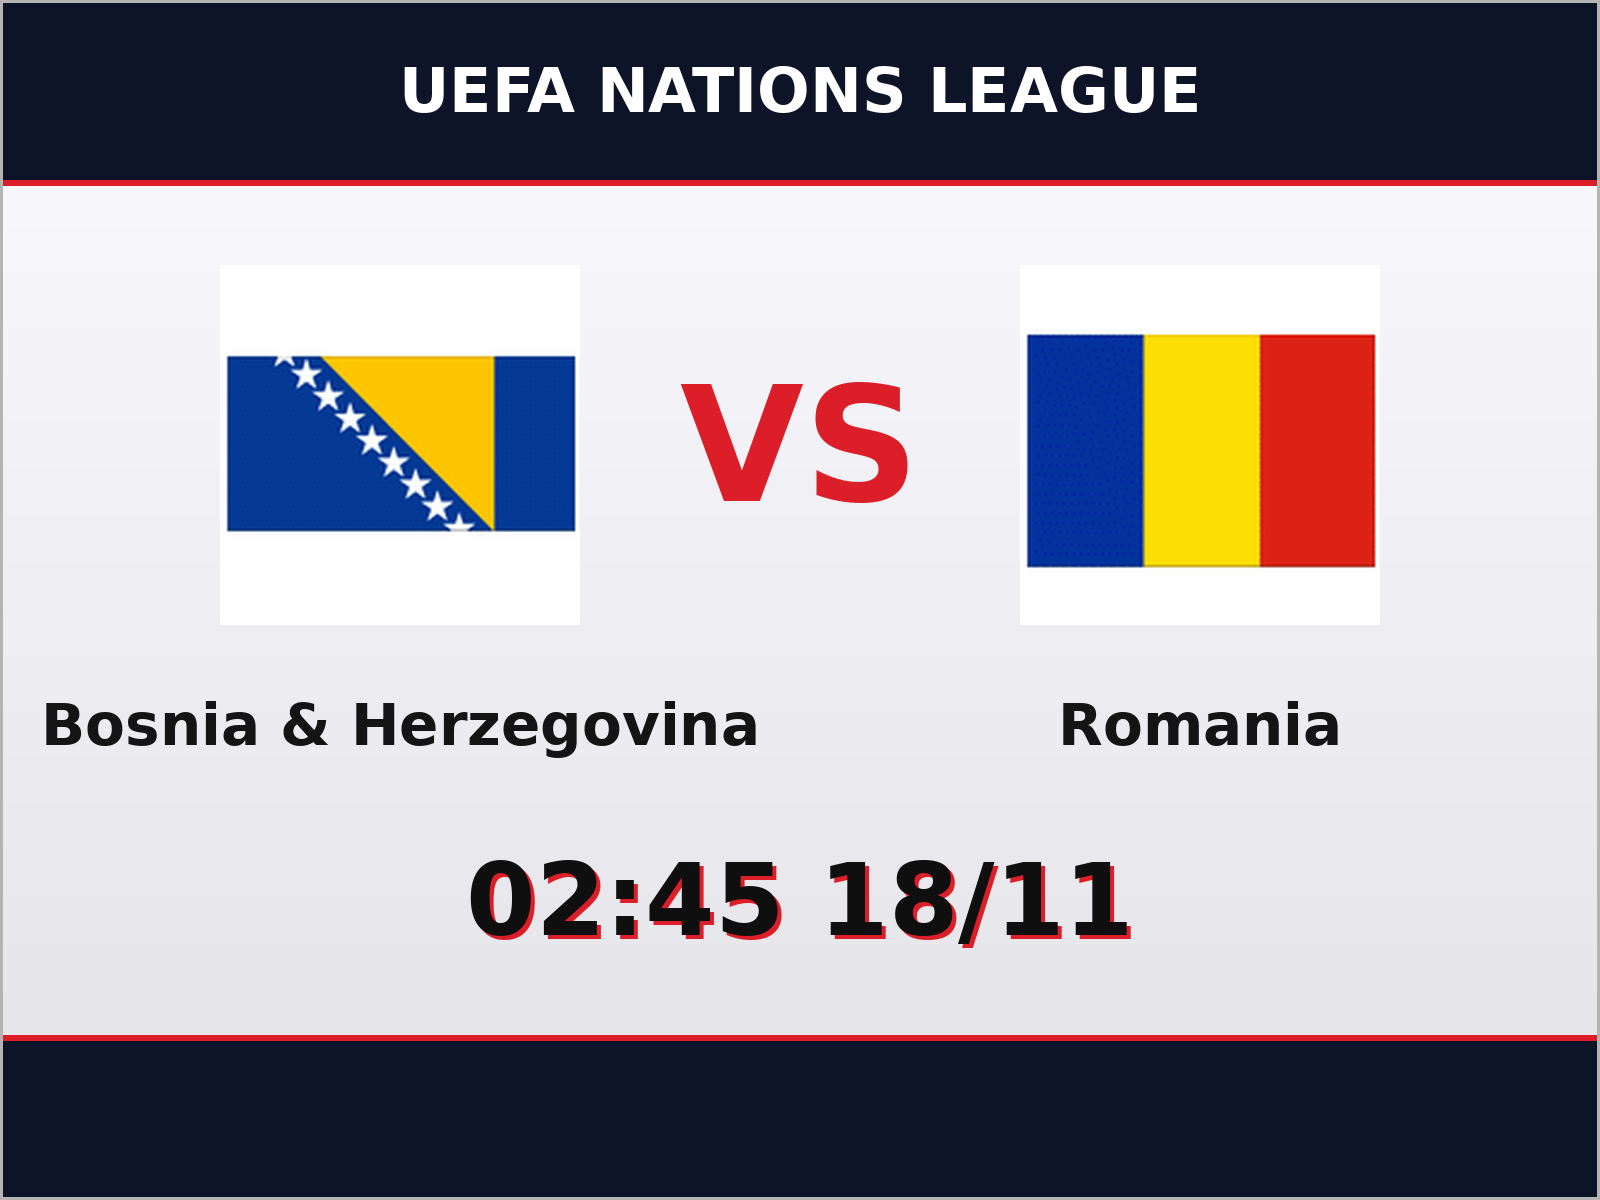 UEFA NATIONS LEAGUE
VS
Bosnia & Herzegovina
Romania
02:45 18/11